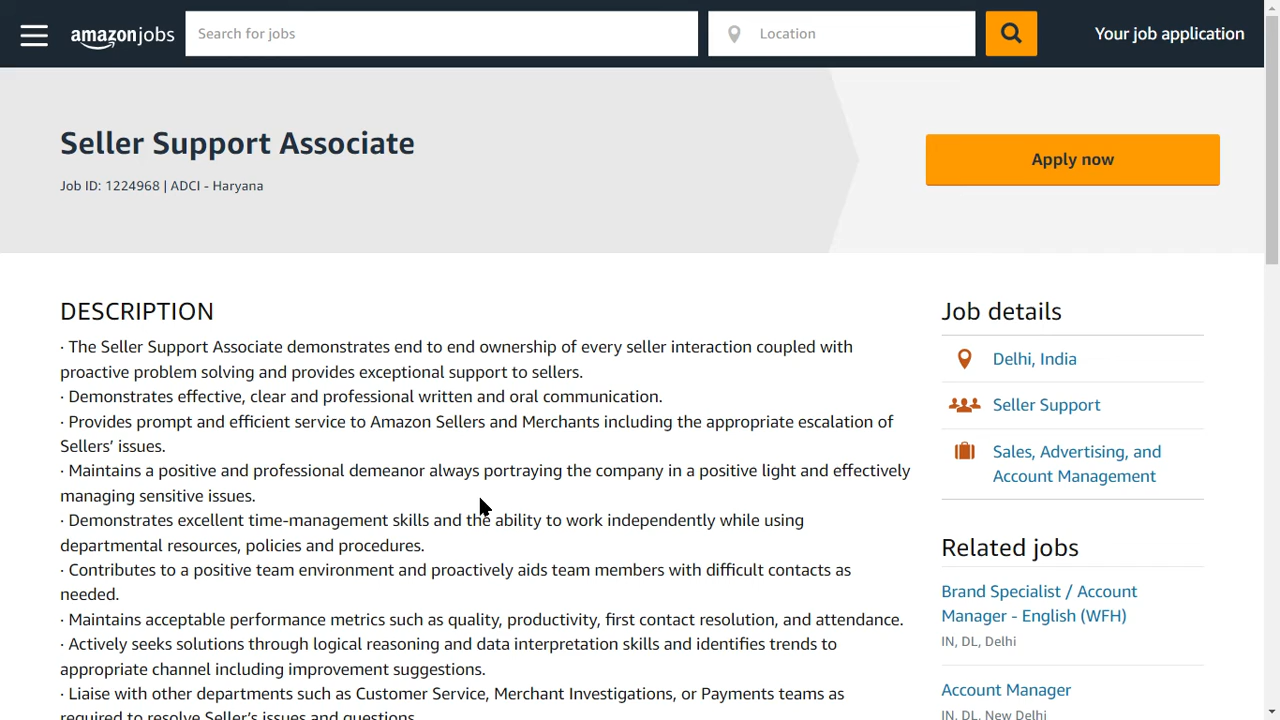 amazonjobs
Search for jobs
Location
Your job application
Seller Support Associate
Job ID: 1224968 | ADCI - Haryana
Apply now
DESCRIPTION
· The Seller Support Associate demonstrates end to end ownership of every seller interaction coupled with
proactive problem solving and provides exceptional support to sellers.
· Demonstrates effective, clear and professional written and oral communication.
· Provides prompt and efficient service to Amazon Sellers and Merchants including the appropriate escalation of
Sellers’ issues.
· Maintains a positive and professional demeanor always portraying the company in a positive light and effectively
managing sensitive issues.
· Demonstrates excellent time-management skills and the ability to work independently while using
departmental resources, policies and procedures.
· Contributes to a positive team environment and proactively aids team members with difficult contacts as
needed.
· Maintains acceptable performance metrics such as quality, productivity, first contact resolution, and attendance.
· Actively seeks solutions through logical reasoning and data interpretation skills and identifies trends to
appropriate channel including improvement suggestions.
· Liaise with other departments such as Customer Service, Merchant Investigations, or Payments teams as
required to resolve Seller’s issues and questions.
Job details
Delhi, India
Seller Support
Sales, Advertising, and
Account Management
Related jobs
Brand Specialist / Account
Manager - English (WFH)
IN, DL, Delhi
Account Manager
IN, DL, New Delhi